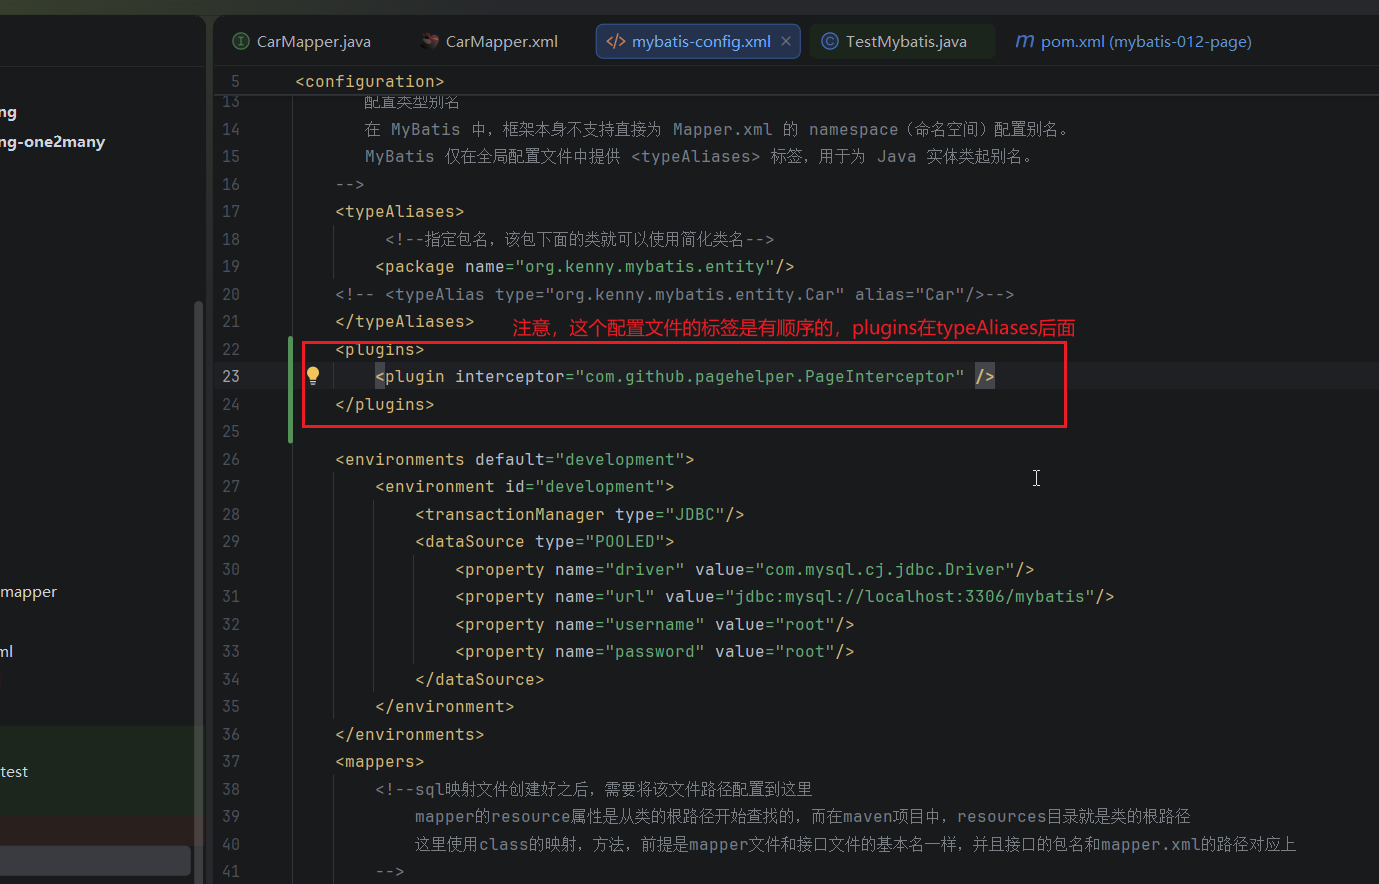 CarMapper.java CarMapper.xml mybatis-config.xml TestMybatis.java pom.xml (mybatis-012-page)
5 <configuration>
ng
ng-one2many
mapper
ml
test
13 配置类型别名
14 在 MyBatis 中，框架本身不支持直接为 Mapper.xml 的 namespace（命名空间）配置别名。
15 MyBatis 仅在全局配置文件中提供 <typeAliases> 标签，用于为 Java 实体类起别名。
16 -->
17 <typeAliases>
18 <!--指定包名，该包下面的类就可以使用简化类名-->
19 <package name="org.kenny.mybatis.entity"/>
20 <!-- <typeAlias type="org.kenny.mybatis.entity.Car" alias="Car"/>-->
21 </typeAliases>
注意，这个配置文件的标签是有顺序的，plugins在typeAliases后面
22 <plugins>
23 <plugin interceptor="com.github.pagehelper.PageInterceptor" />
24 </plugins>
25
26 <environments default="development">
27 <environment id="development">
28 <transactionManager type="JDBC"/>
29 <dataSource type="POOLED">
30 <property name="driver" value="com.mysql.cj.jdbc.Driver"/>
31 <property name="url" value="jdbc:mysql://localhost:3306/mybatis"/>
32 <property name="username" value="root"/>
33 <property name="password" value="root"/>
34 </dataSource>
35 </environment>
36 </environments>
37 <mappers>
38 <!--sql映射文件创建好之后，需要将该文件路径配置到这里
39 mapper的resource属性是从类的根路径开始查找的，而在maven项目中，resources目录就是类的根路径
40 这里使用class的映射，方法，前提是mapper文件和接口文件的基本名一样，并且接口的包名和mapper.xml的路径对应上
41 -->